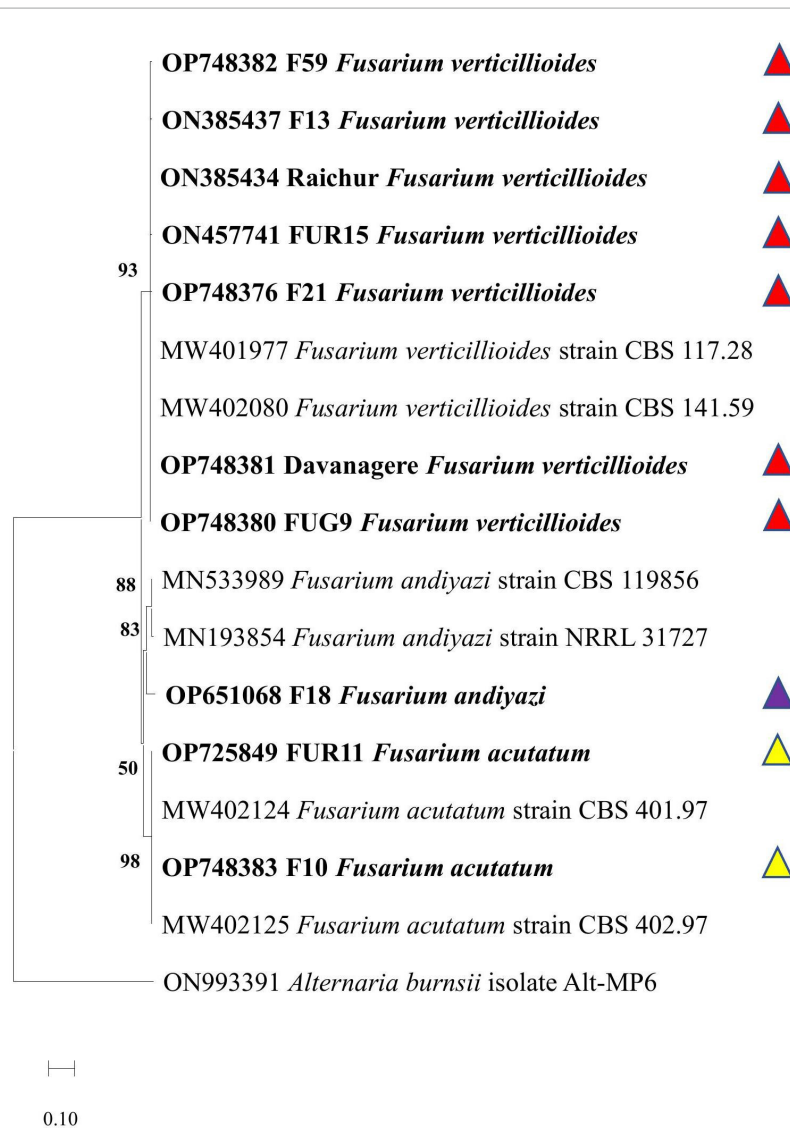 OP748382 F59 Fusarium verticillioides
ON385437 F13 Fusarium verticillioides
ON385434 Raichur Fusarium verticillioides
ON457741 FUR15 Fusarium verticillioides
93
OP748376 F21 Fusarium verticillioides
MW401977 Fusarium verticillioides strain CBS 117.28
MW402080 Fusarium verticillioides strain CBS 141.59
OP748381 Davanagere Fusarium verticillioides
OP748380 FUG9 Fusarium verticillioides
88
MN533989 Fusarium andiyazi strain CBS 119856
83
MN193854 Fusarium andiyazi strain NRRL 31727
OP651068 F18 Fusarium andiyazi
OP725849 FUR11 Fusarium acutatum
50
MW402124 Fusarium acutatum strain CBS 401.97
98
OP748383 F10 Fusarium acutatum
MW402125 Fusarium acutatum strain CBS 402.97
ON993391 Alternaria burnsii isolate Alt-MP6
0.10